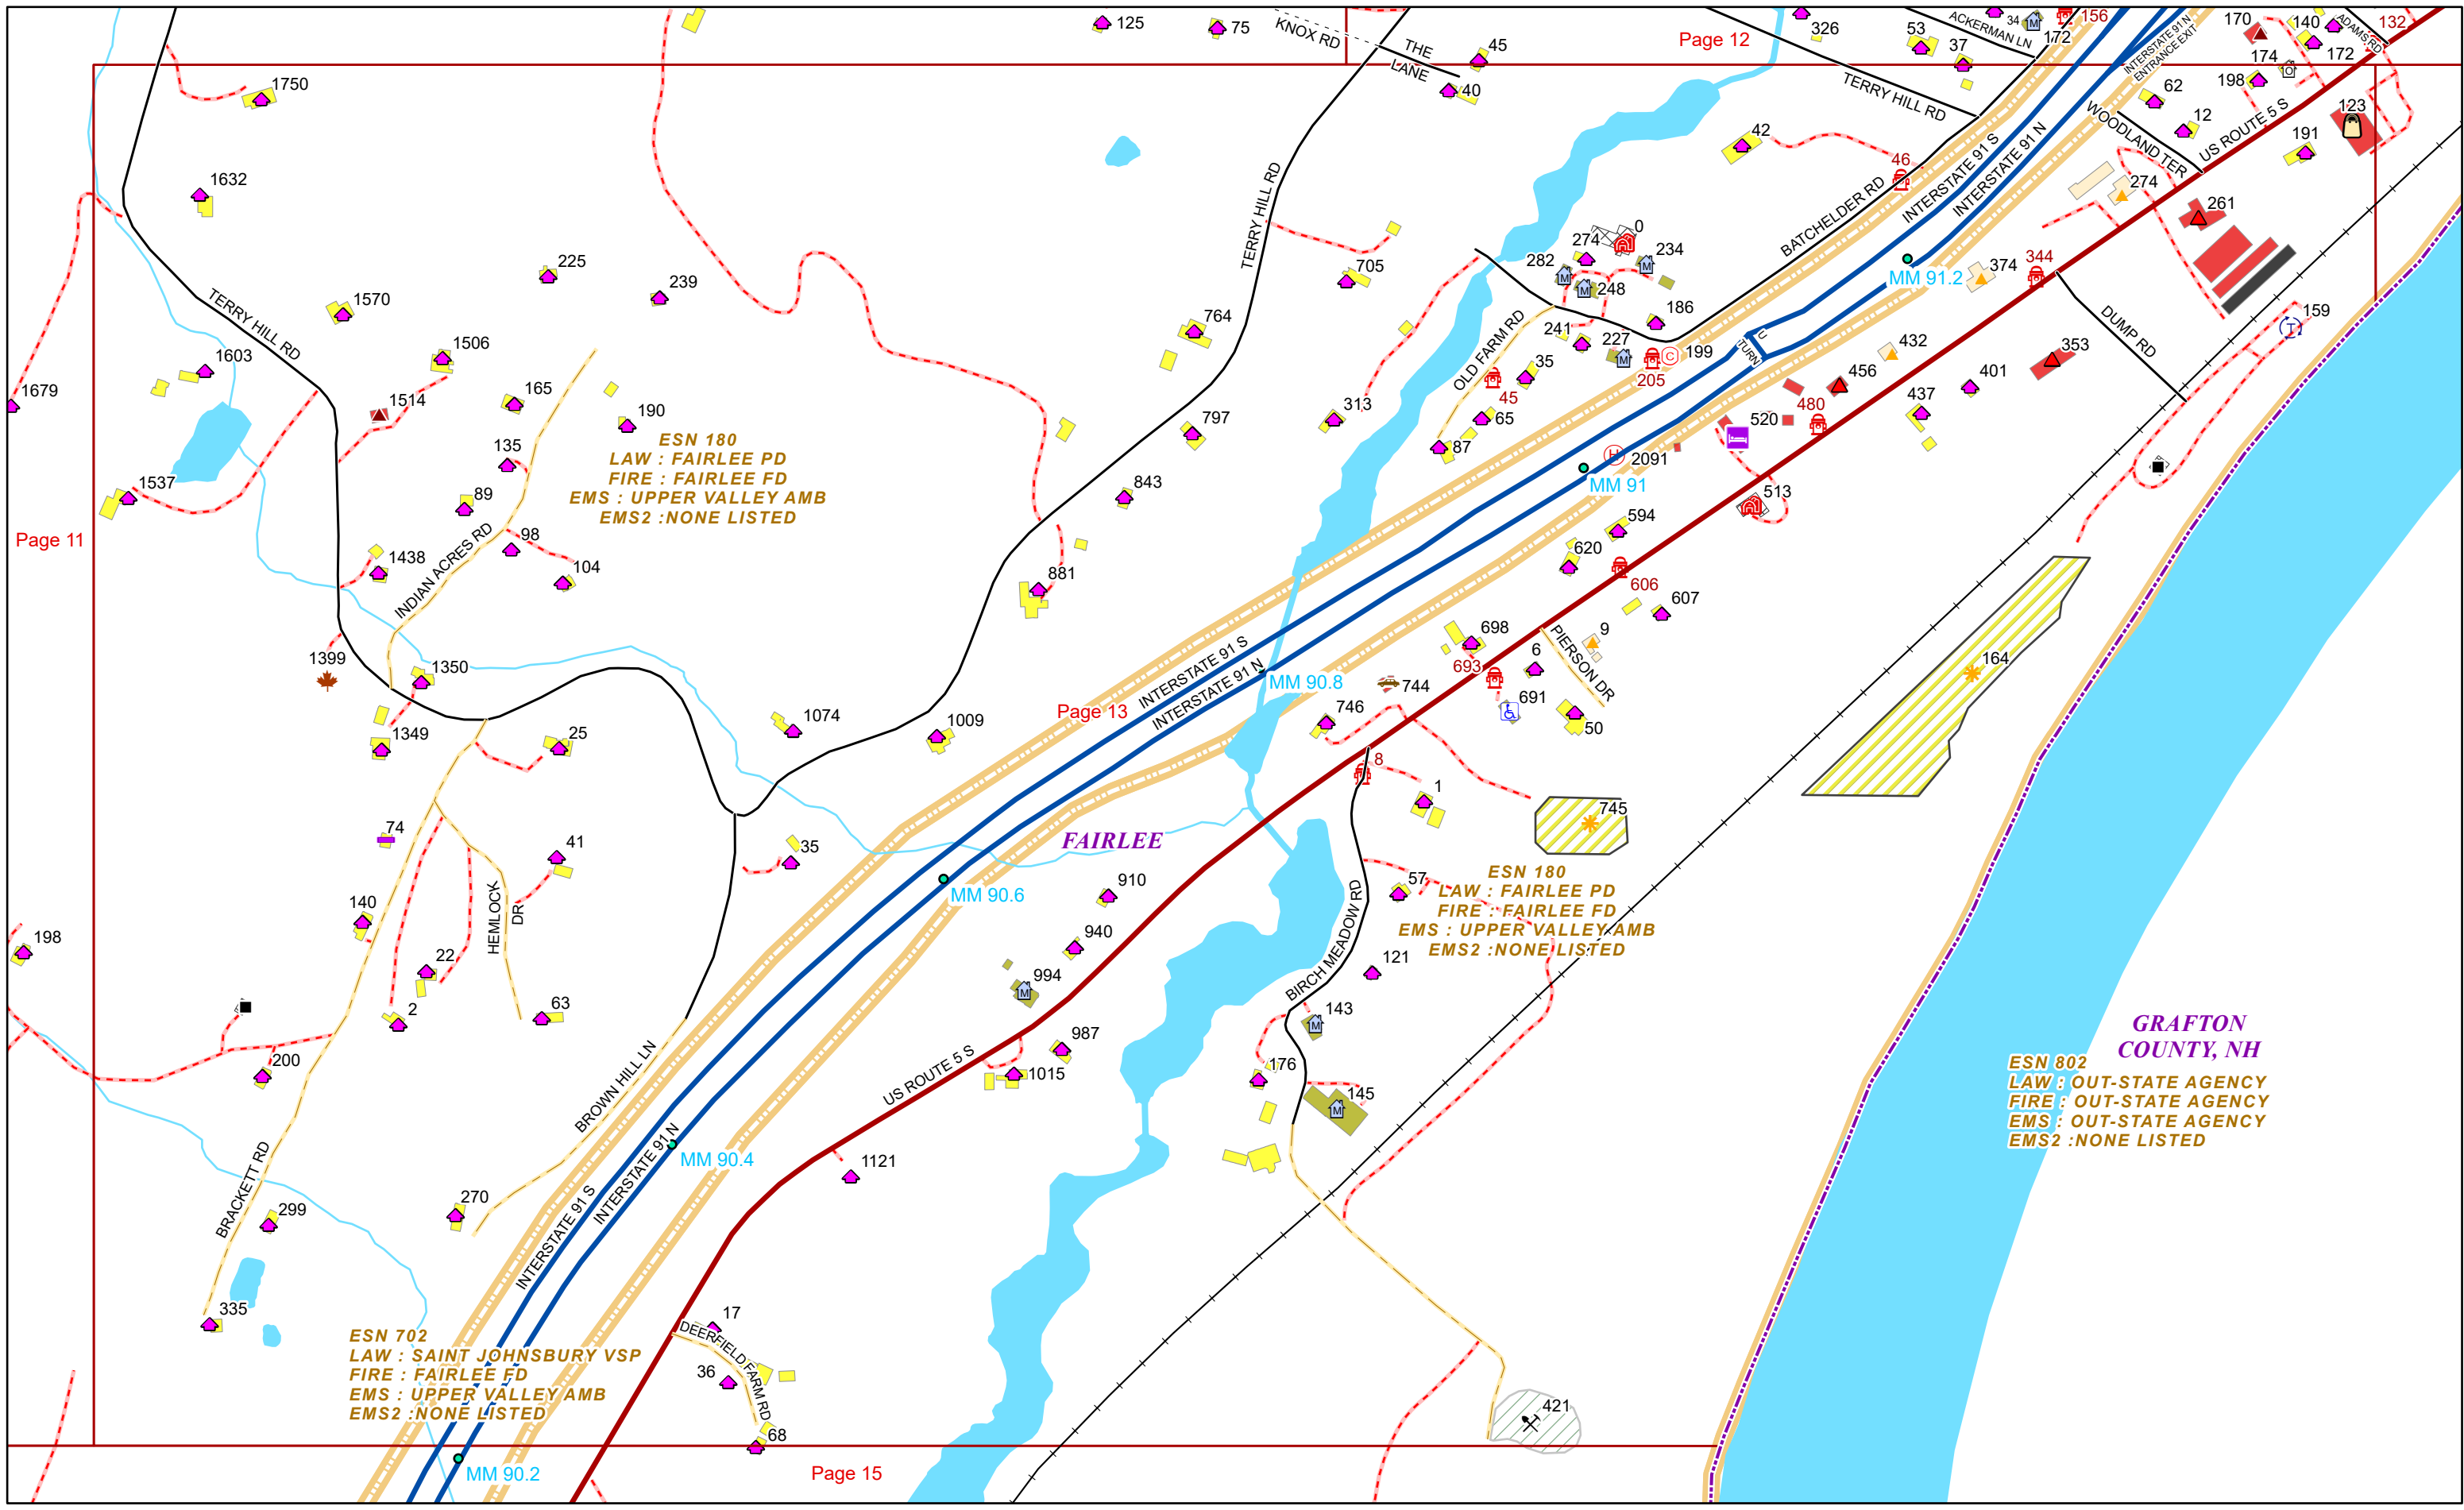 125
75
KNOX RD
THE
LANE
45
40
Page 12
326
53
37
ACKERMAN LN
34
172
156
INTERSTATE 91 N
ENTRANCE EXIT
170
140
ADAMS RD
132
174
172
198
62
12
WOODLAND TER
US ROUTE 5 S
123
191
TERRY HILL RD
1750
1632
42
46
BATCHELDER RD
INTERSTATE 91 S
INTERSTATE 91 N
274
261
TERRY HILL RD
225
239
705
0
274
234
282
M
M
M
248
186
MM 91.2
374
344
159
T
TERRY HILL RD
1570
1506
764
241
227
M
OLD FARM RD
35
C
199
205
U
TURN
432
DUMP RD
353
1603
1679
1514
165
190
45
65
87
313
797
456
401
437
480
520
ESN 180
LAW : FAIRLEE PD
FIRE : FAIRLEE FD
EMS : UPPER VALLEY AMB
EMS2 :NONE LISTED
135
89
1537
843
H
2091
MM 91
513
Page 11
98
104
1438
INDIAN ACRES RD
881
594
620
606
607
1399
1350
INTERSTATE 91 S
INTERSTATE 91 N
MM 90.8
698
693
9
6
PIERSON DR
691
50
164
Page 13
744
746
1349
25
1074
1009
8
1
745
74
41
35
FAIRLEE
MM 90.6
910
57
ESN 180
LAW : FAIRLEE PD
FIRE : FAIRLEE FD
EMS : UPPER VALLEY AMB
EMS2 :NONE LISTED
140
HEMLOCK
DR
198
22
2
63
940
994
M
BIRCH MEADOW RD
121
143
M
200
987
1015
US ROUTE 5 S
176
145
M
GRAFTON
COUNTY, NH
ESN 802
LAW : OUT-STATE AGENCY
FIRE : OUT-STATE AGENCY
EMS : OUT-STATE AGENCY
EMS2 :NONE LISTED
BROWN HILL LN
MM 90.4
1121
BRACKETT RD
299
270
INTERSTATE 91 S
INTERSTATE 91 N
335
17
DEERFIELD FARM RD
36
68
ESN 702
LAW : SAINT JOHNSBURY VSP
FIRE : FAIRLEE FD
EMS : UPPER VALLEY AMB
EMS2 :NONE LISTED
421
MM 90.2
Page 15